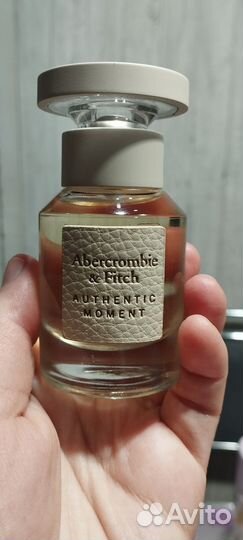 Abercrombie
& Fitch
AUTHENTIC
MOMENT
Avito